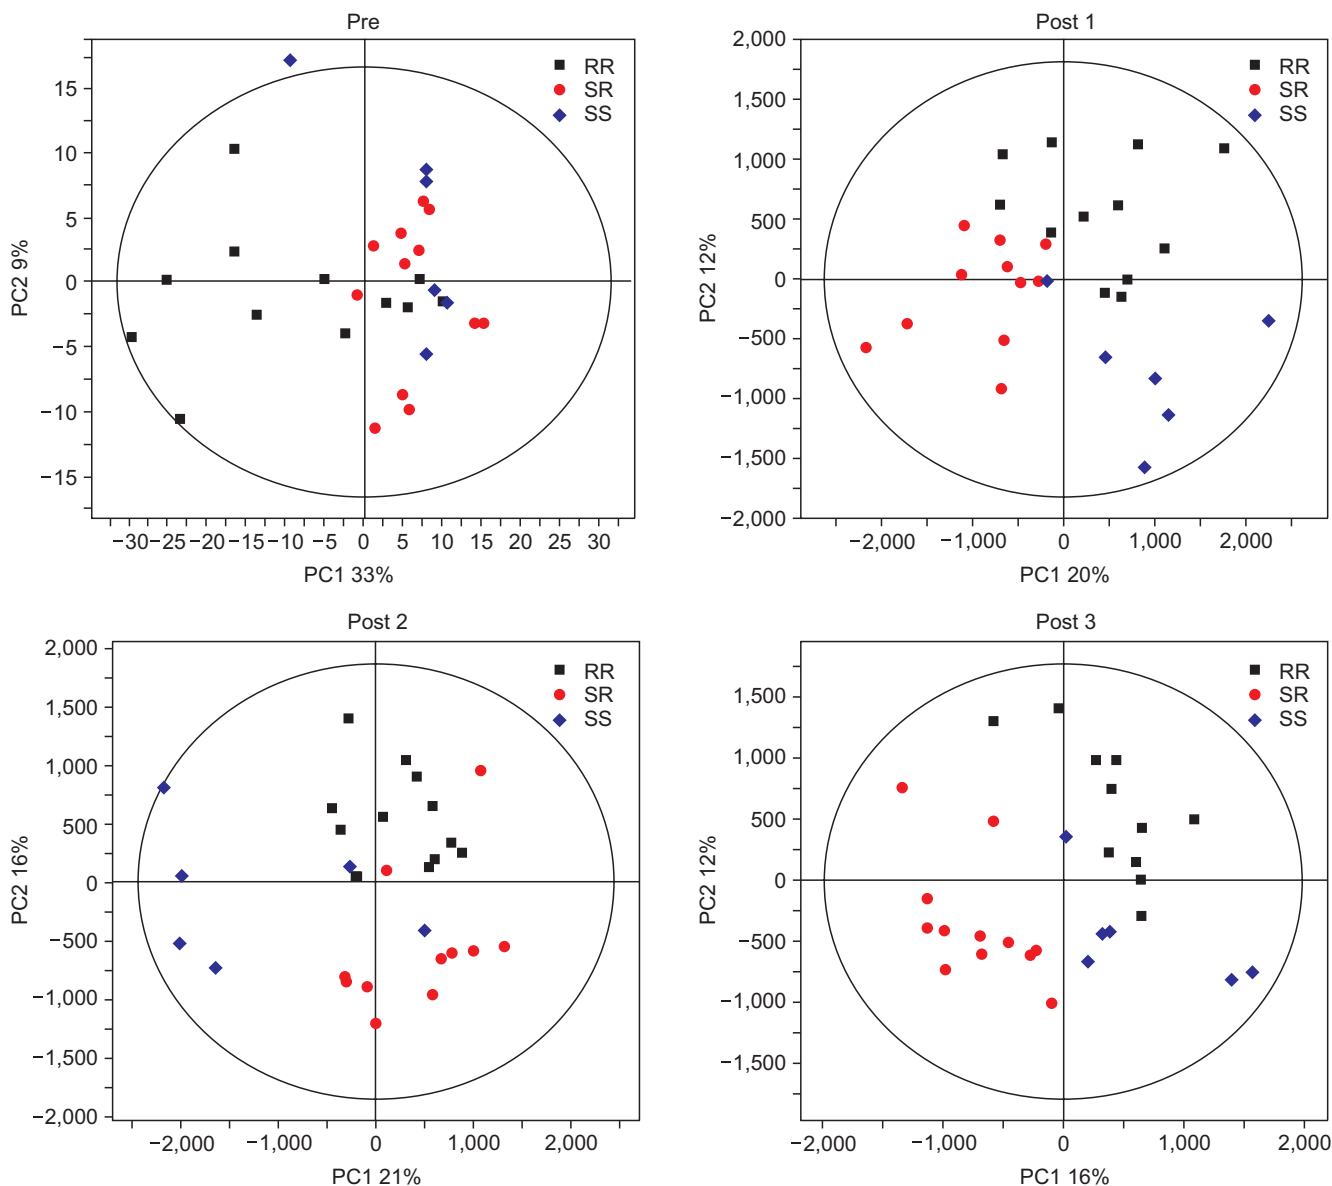 Pre
RR
SR
SS
15
10
5
0
−5
−10
−15
PC2 9%
−30 −25 −20 −15 −10 −5 0 5 10 15 20 25 30
PC1 33%
Post 1
RR
SR
SS
2,000
1,500
1,000
500
0
−500
−1,000
−1,500
−2,000
PC2 12%
−2,000 −1,000 0 1,000 2,000
PC1 20%
Post 2
RR
SR
SS
2,000
1,500
1,000
500
0
−500
−1,000
−1,500
−2,000
PC2 16%
−2,000 −1,000 0 1,000 2,000
PC1 21%
Post 3
RR
SR
SS
1,500
1,000
500
0
−500
−1,000
−1,500
PC2 12%
−2,000 −1,000 0 1,000 2,000
PC1 16%